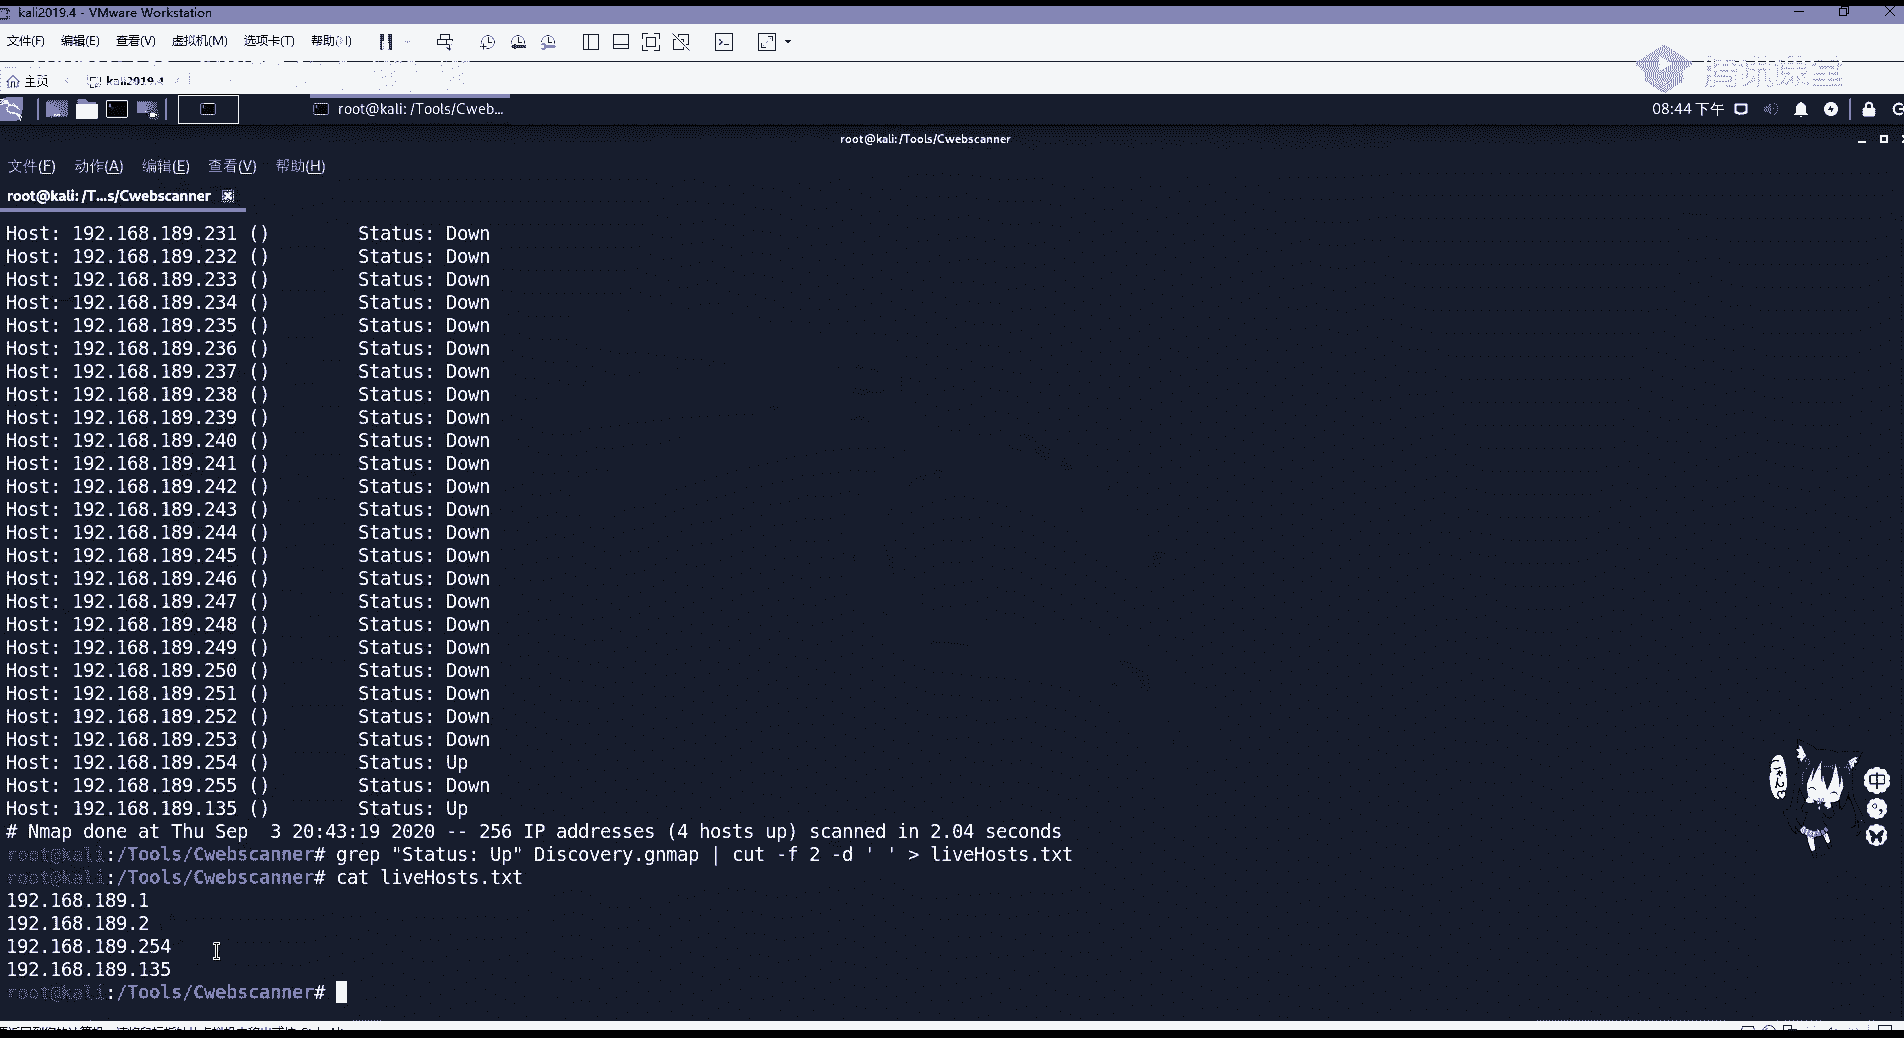 kali2019.4 - VMware Workstation
文件(F) 编辑(E) 查看(V) 虚拟机(M) 选项卡(T) 帮助(H)
主页 kali2019.4
腾讯课堂
root@kali: /Tools/Cweb... 08:44 下午
root@kali:/Tools/Cwebscanner
文件(F) 动作(A) 编辑(E) 查看(V) 帮助(H)
root@kali: /T...s/Cwebscanner
Host: 192.168.189.231 () Status: Down
Host: 192.168.189.232 () Status: Down
Host: 192.168.189.233 () Status: Down
Host: 192.168.189.234 () Status: Down
Host: 192.168.189.235 () Status: Down
Host: 192.168.189.236 () Status: Down
Host: 192.168.189.237 () Status: Down
Host: 192.168.189.238 () Status: Down
Host: 192.168.189.239 () Status: Down
Host: 192.168.189.240 () Status: Down
Host: 192.168.189.241 () Status: Down
Host: 192.168.189.242 () Status: Down
Host: 192.168.189.243 () Status: Down
Host: 192.168.189.244 () Status: Down
Host: 192.168.189.245 () Status: Down
Host: 192.168.189.246 () Status: Down
Host: 192.168.189.247 () Status: Down
Host: 192.168.189.248 () Status: Down
Host: 192.168.189.249 () Status: Down
Host: 192.168.189.250 () Status: Down
Host: 192.168.189.251 () Status: Down
Host: 192.168.189.252 () Status: Down
Host: 192.168.189.253 () Status: Down
Host: 192.168.189.254 () Status: Up
Host: 192.168.189.255 () Status: Down
Host: 192.168.189.135 () Status: Up
# Nmap done at Thu Sep  3 20:43:19 2020 -- 256 IP addresses (4 hosts up) scanned in 2.04 seconds
root@kali:/Tools/Cwebscanner# grep "Status: Up" Discovery.gnmap | cut -f 2 -d ' ' > liveHosts.txt
root@kali:/Tools/Cwebscanner# cat liveHosts.txt
192.168.189.1
192.168.189.2
192.168.189.254
192.168.189.135
root@kali:/Tools/Cwebscanner#
中